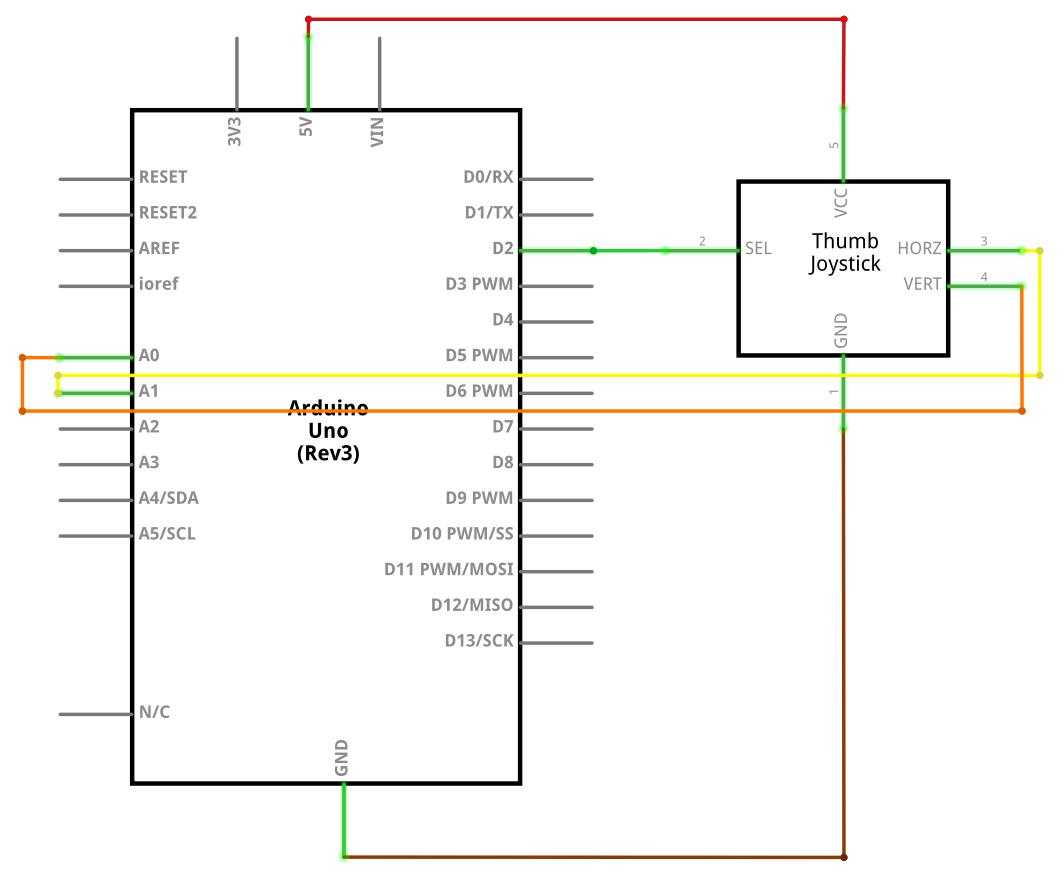 3V3
5V
VIN
RESET
RESET2
AREF
ioref
A0
A1
A2
A3
A4/SDA
A5/SCL
N/C
D0/RX
D1/TX
D2
D3 PWM
D4
D5 PWM
D6 PWM
D7
D8
D9 PWM
D10 PWM/SS
D11 PWM/MOSI
D12/MISO
D13/SCK
GND
Arduino
Uno
(Rev3)
5
VCC
2
SEL
Thumb
Joystick
HORZ
3
VERT
4
GND
1